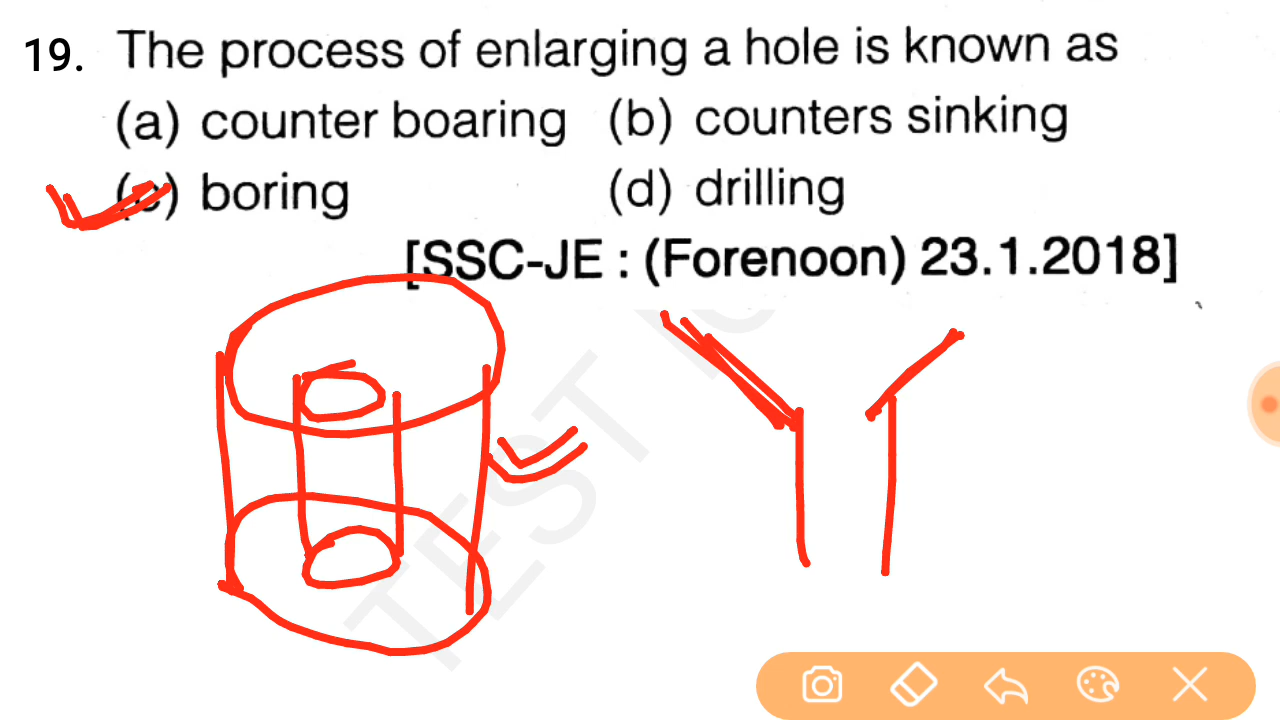 19. The process of enlarging a hole is known as
(a) counter boaring (b) counters sinking
(c) boring (d) drilling
[SSC-JE : (Forenoon) 23.1.2018]
TEST